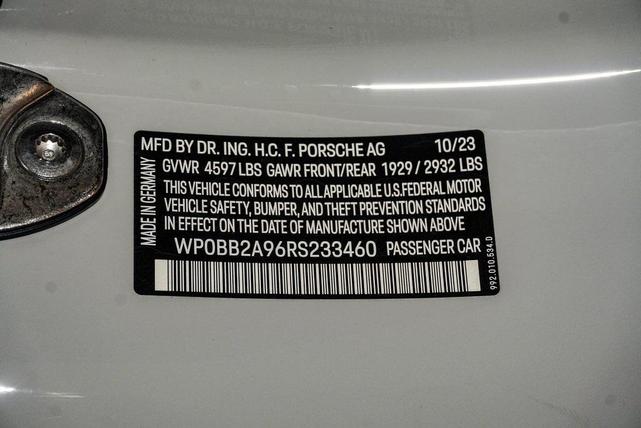 MFD BY DR. ING. H.C. F. PORSCHE AG 10/23
GVWR 4597 LBS GAWR FRONT/REAR 1929 / 2932 LBS
THIS VEHICLE CONFORMS TO ALL APPLICABLE U.S.FEDERAL MOTOR
VEHICLE SAFETY, BUMPER, AND THEFT PREVENTION STANDARDS
IN EFFECT ON THE DATE OF MANUFACTURE SHOWN ABOVE
WP0BB2A96RS233460 PASSENGER CAR
MADE IN GERMANY
992.010.534.D